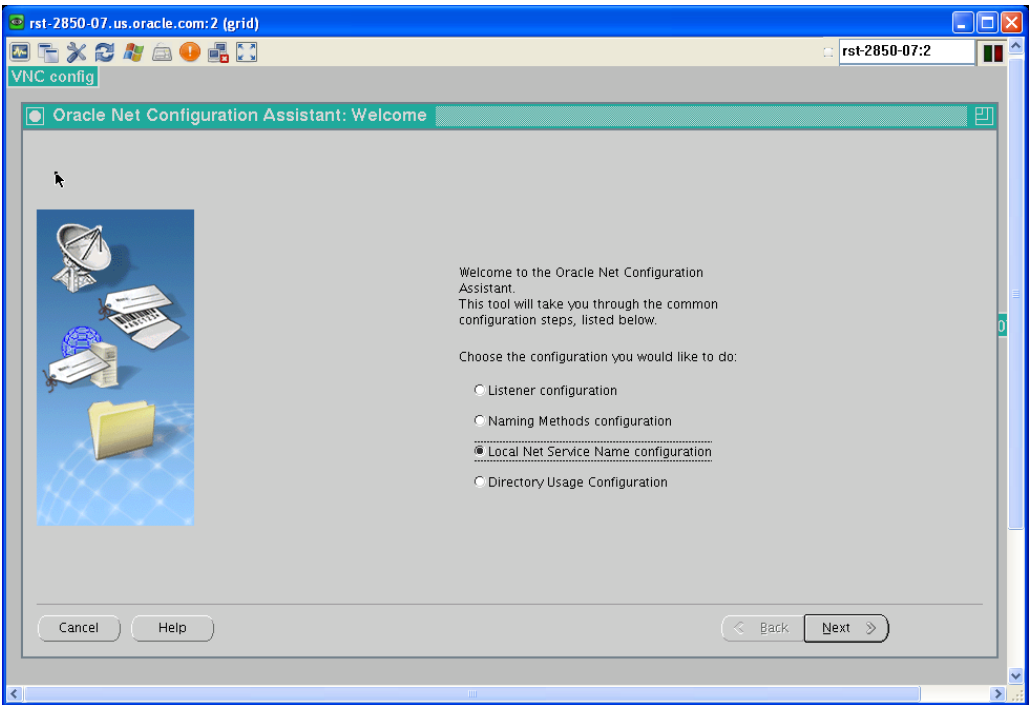 rst-2850-07.us.oracle.com:2 (grid)
rst-2850-07:2
VNC config
Oracle Net Configuration Assistant: Welcome
Welcome to the Oracle Net Configuration
Assistant.
This tool will take you through the common
configuration steps, listed below.
Choose the configuration you would like to do:
Listener configuration
Naming Methods configuration
Local Net Service Name configuration
Directory Usage Configuration
Cancel
Help
Back
Next